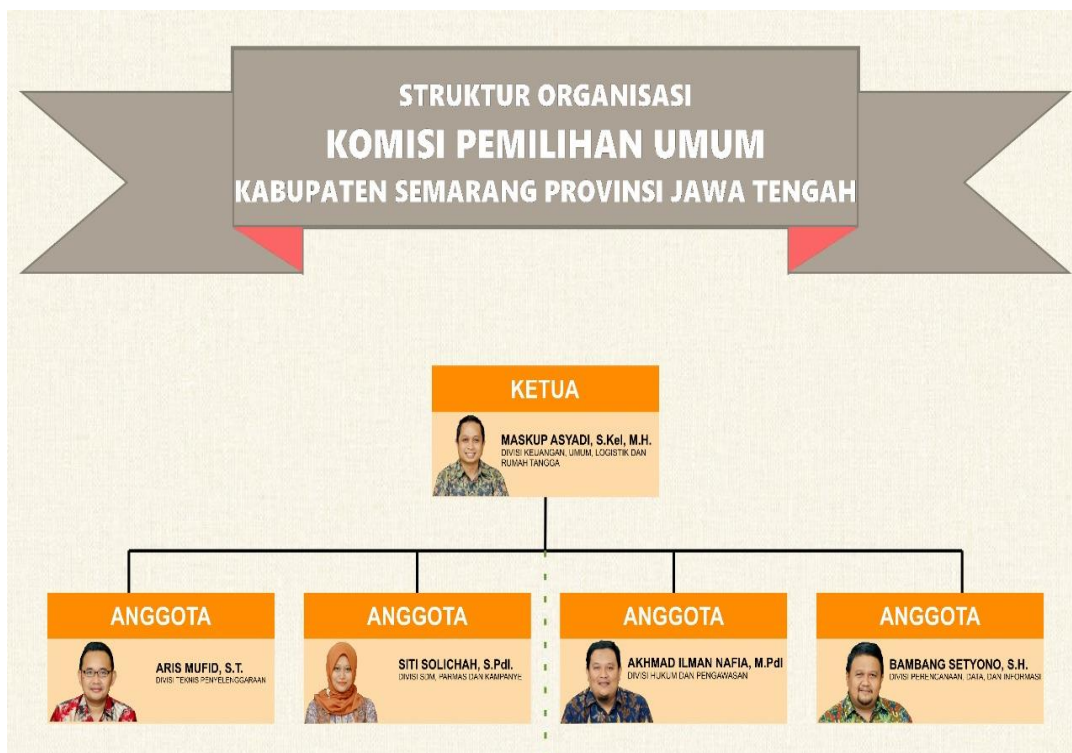 STRUKTUR ORGANISASI
KOMISI PEMILIHAN UMUM
KABUPATEN SEMARANG PROVINSI JAWA TENGAH
KETUA
MASKUP ASYADI, S.Kel, M.H.
DIVISI KEUANGAN, UMUM, LOGISTIK DAN
RUMAH TANGGA
ANGGOTA
ARIS MUFID, S.T.
DIVISI TEKNIS PENYELENGGARAAN
ANGGOTA
SITI SOLICHAH, S.PdI.
DIVISI SDM, PARMAS DAN KAMPANYE
ANGGOTA
AKHMAD ILMAN NAFIA, M.PdI
DIVISI HUKUM DAN PENGAWASAN
ANGGOTA
BAMBANG SETYONO, S.H.
DIVISI PERENCANAAN, DATA, DAN INFORMASI